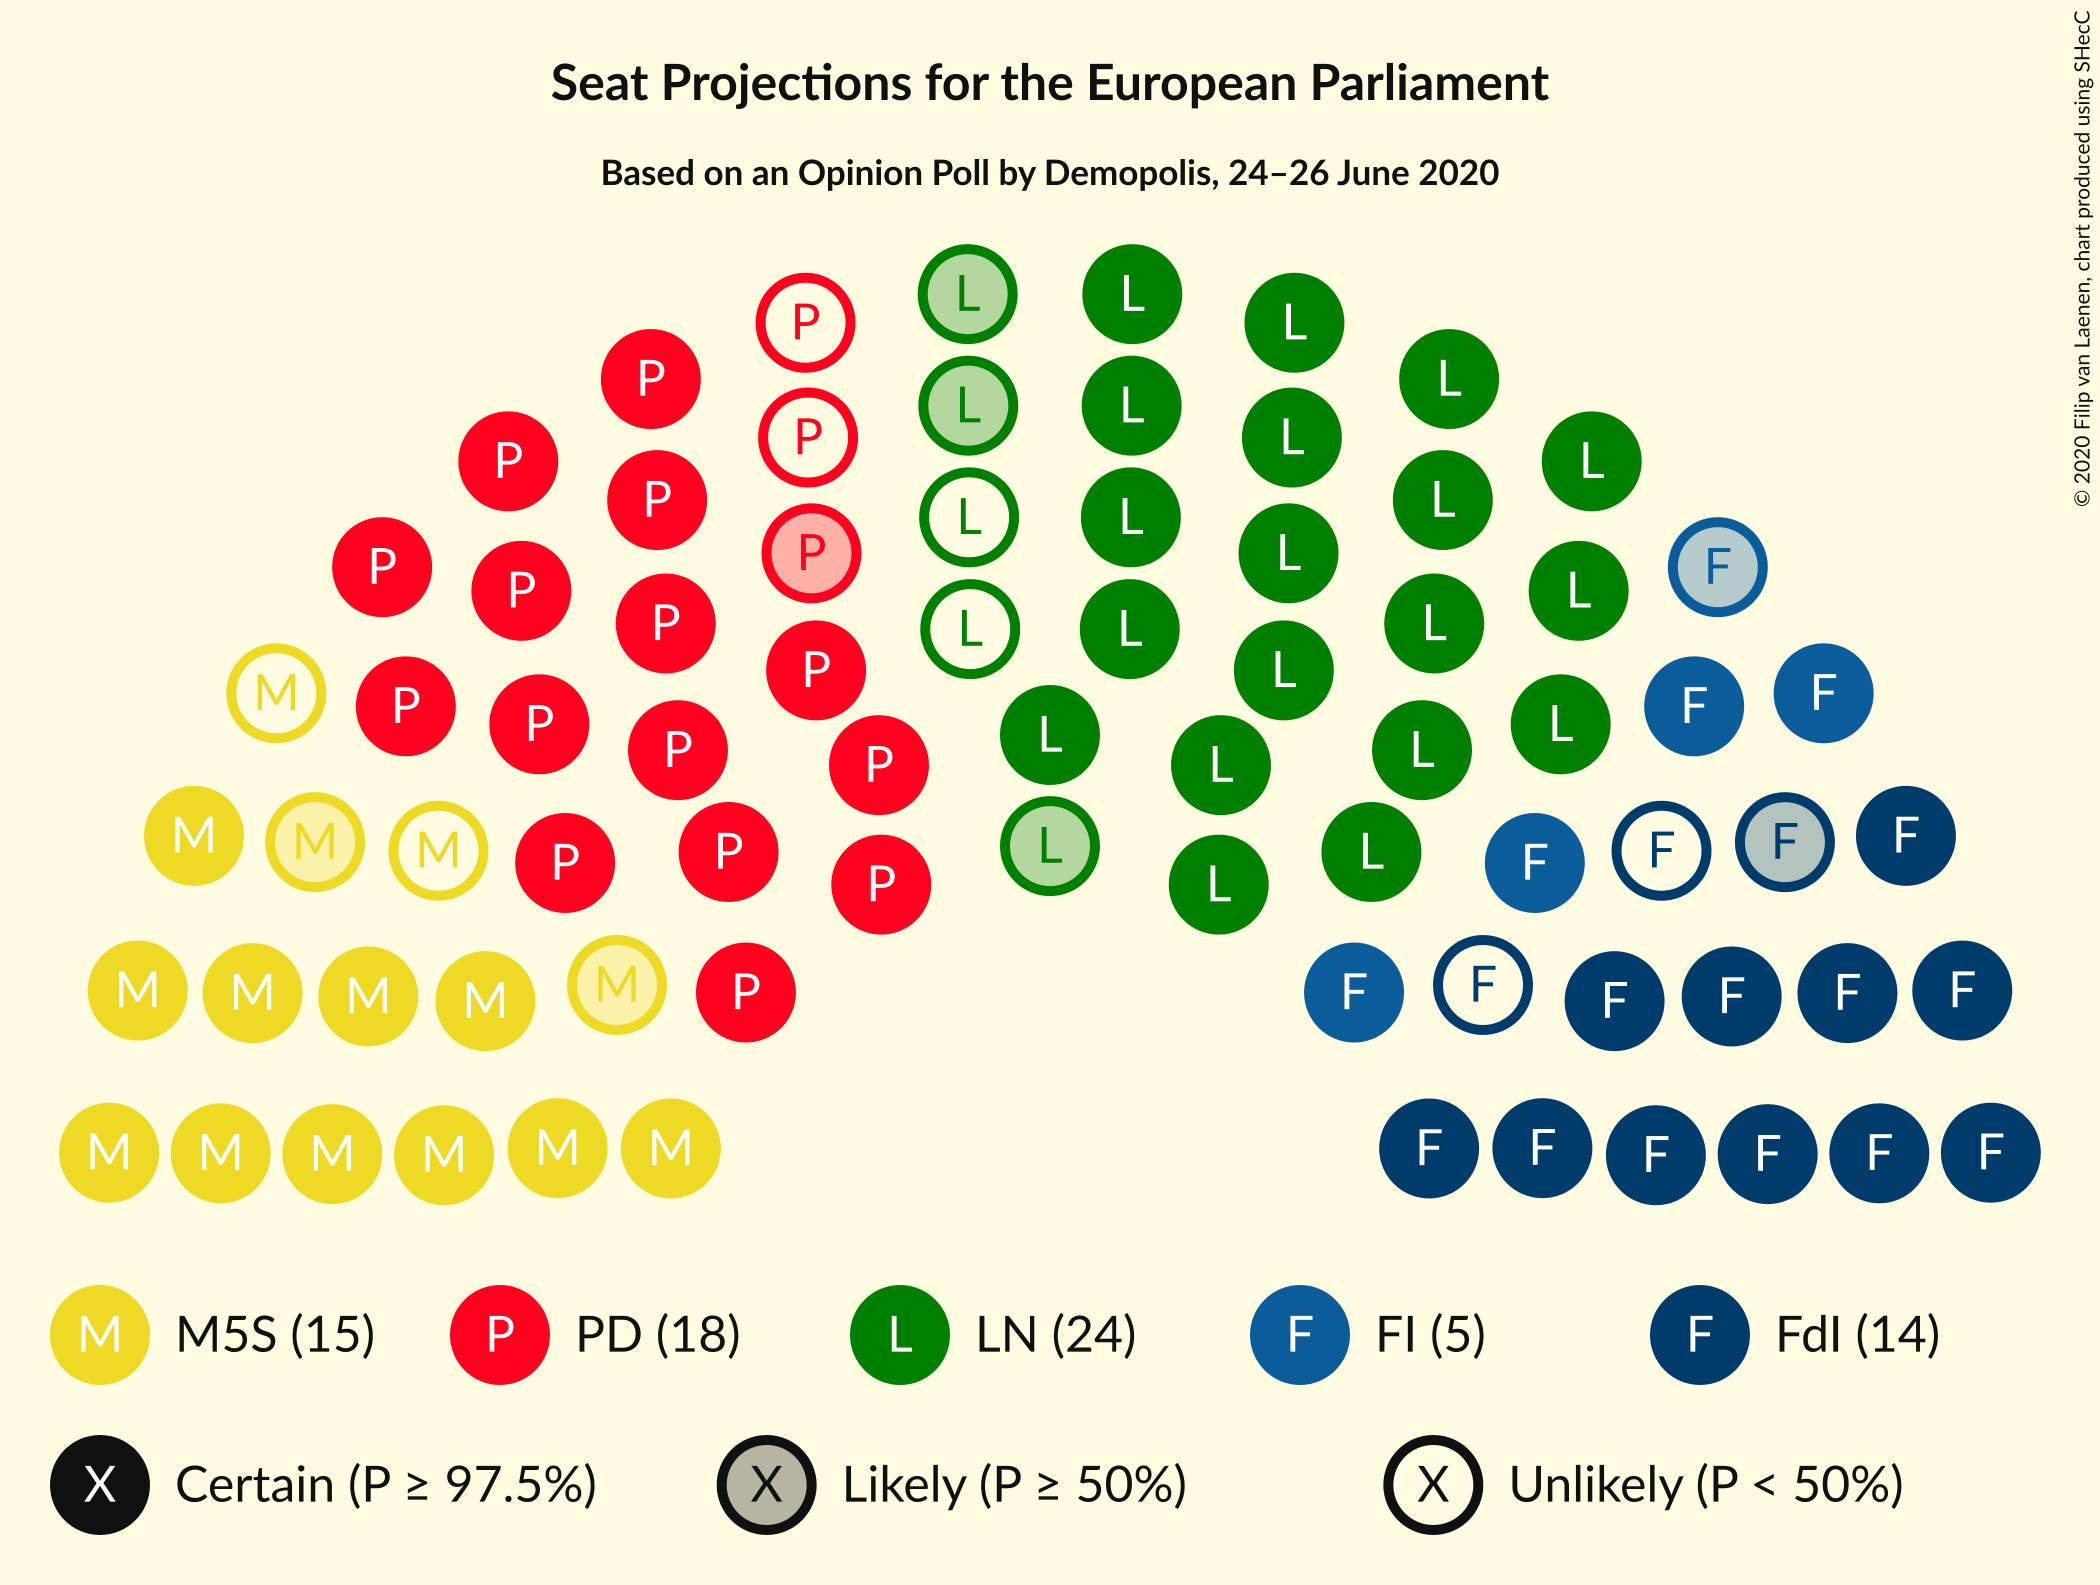 Seat Projections for the European Parliament
Based on an Opinion Poll by Demopolis, 24–26 June 2020
© 2020 Filip van Laenen, chart produced using SHecC
L L
P L
P L
L L
P L
P L
P L
P L
P L
L L
P P L F
P L
P L
L L
P L
M P P L F F
P L
L
P P L L
M M M P P P L L L F F F F
M M M M M P F F F F F F
M M M M M M F F F F F F
M M5S (15) P PD (18) L LN (24) F FI (5) F FdI (14)
X Certain (P ≥ 97.5%) X Likely (P ≥ 50%) X Unlikely (P < 50%)